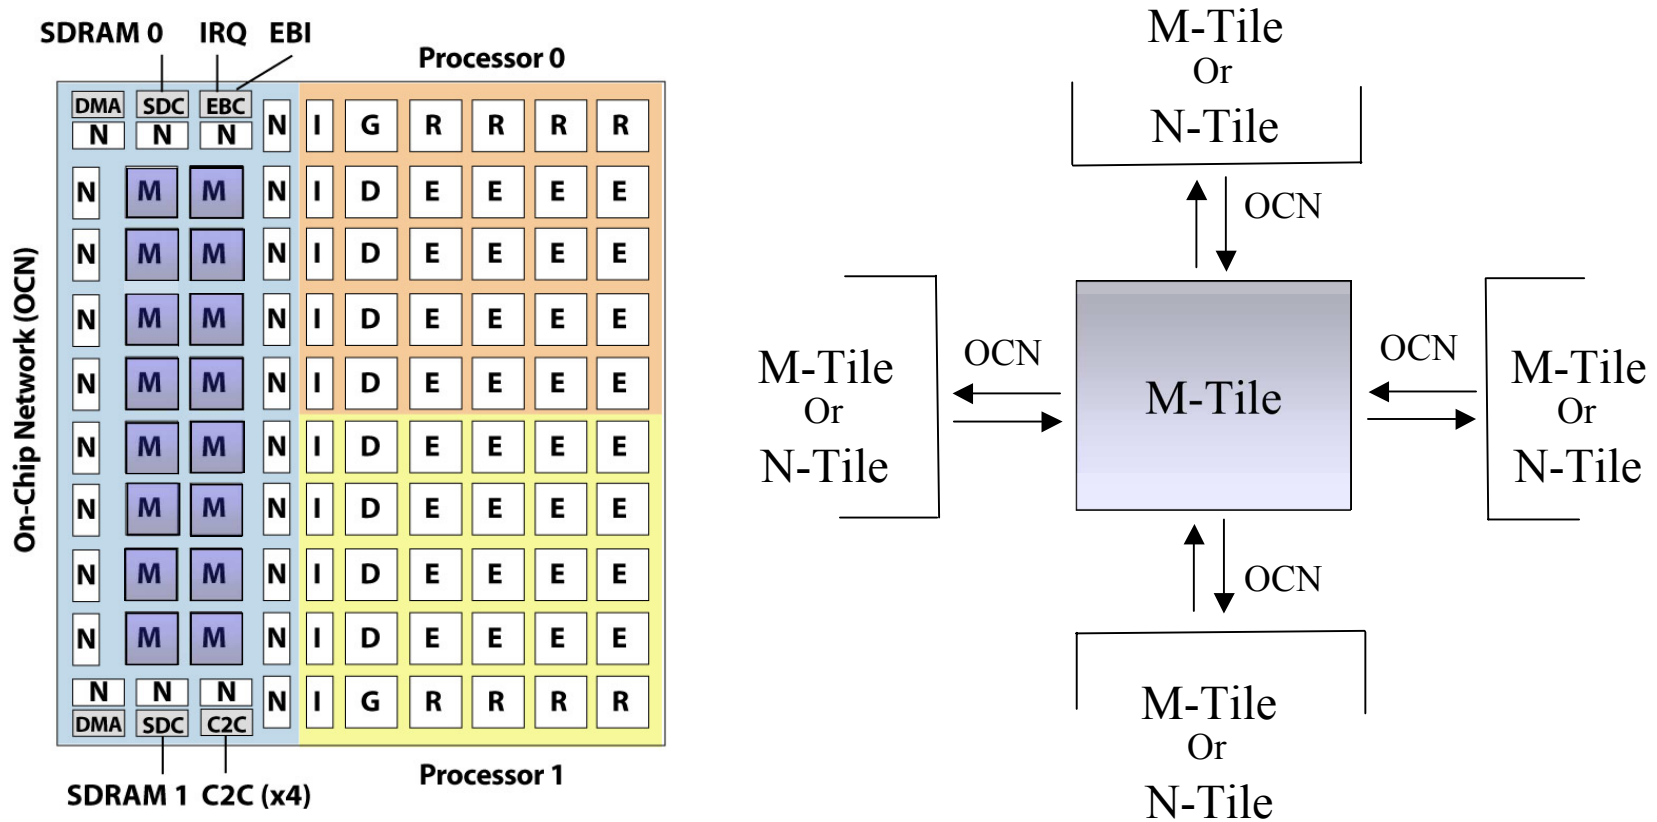 SDRAM 0 IRQ EBI
Processor 0
DMA SDC EBC
N N N N I G R R R R
N M M N I D E E E E
N M M N I D E E E E
N M M N I D E E E E
N M M N I D E E E E
N M M N I D E E E E
N M M N I D E E E E
N M M N I D E E E E
N M M N I D E E E E
N N N N I G R R R R
DMA SDC C2C
Processor 1
SDRAM 1 C2C (x4)
On-Chip Network (OCN)
M-Tile
Or
N-Tile
OCN
M-Tile
Or
N-Tile
OCN
M-Tile
OCN
M-Tile
Or
N-Tile
OCN
M-Tile
Or
N-Tile